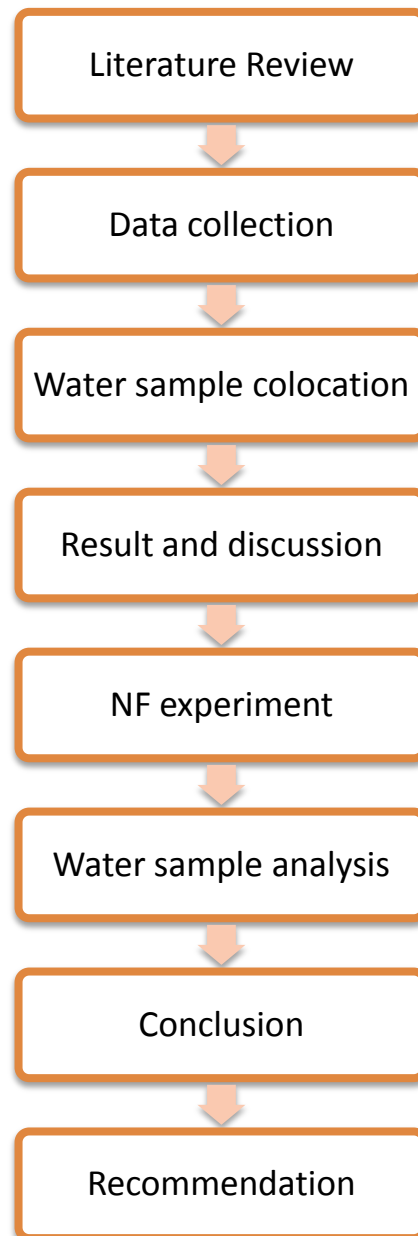 Literature Review
Data collection
Water sample colocation
Result and discussion
NF experiment
Water sample analysis
Conclusion
Recommendation